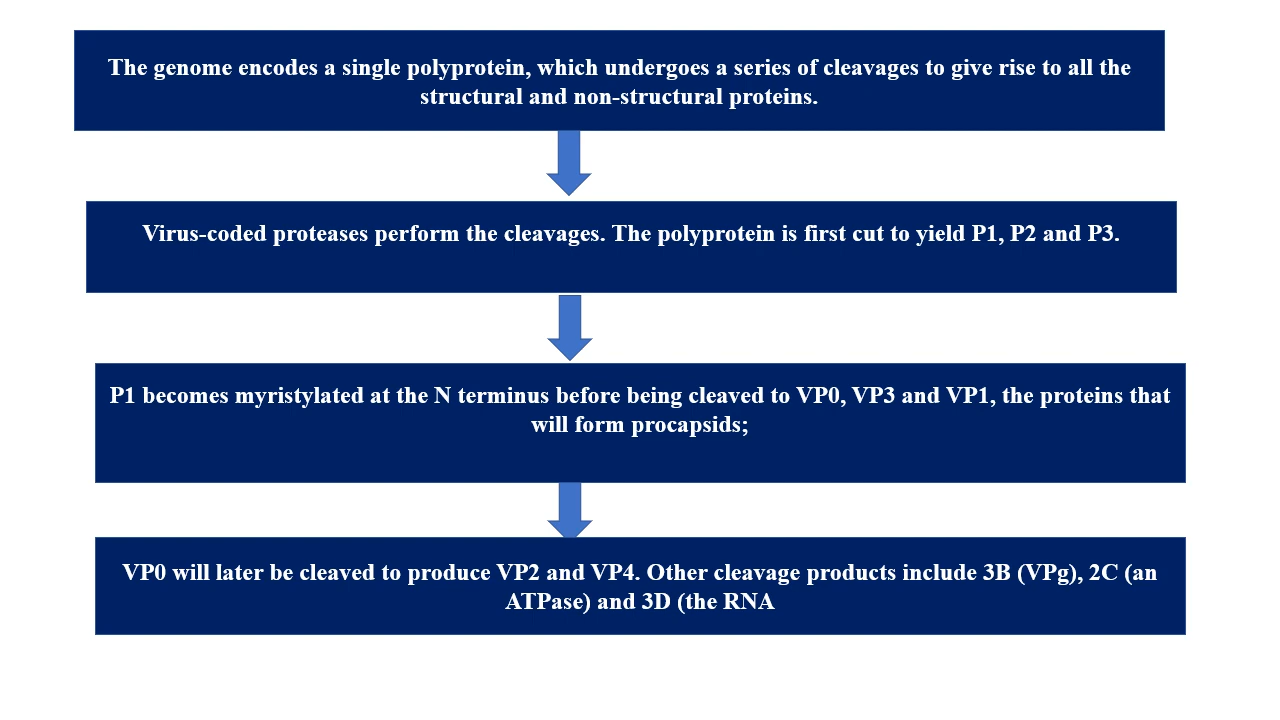 The genome encodes a single polyprotein, which undergoes a series of cleavages to give rise to all the
structural and non-structural proteins.
Virus-coded proteases perform the cleavages. The polyprotein is first cut to yield P1, P2 and P3.
P1 becomes myristylated at the N terminus before being cleaved to VP0, VP3 and VP1, the proteins that
will form procapsids;
VP0 will later be cleaved to produce VP2 and VP4. Other cleavage products include 3B (VPg), 2C (an
ATPase) and 3D (the RNA